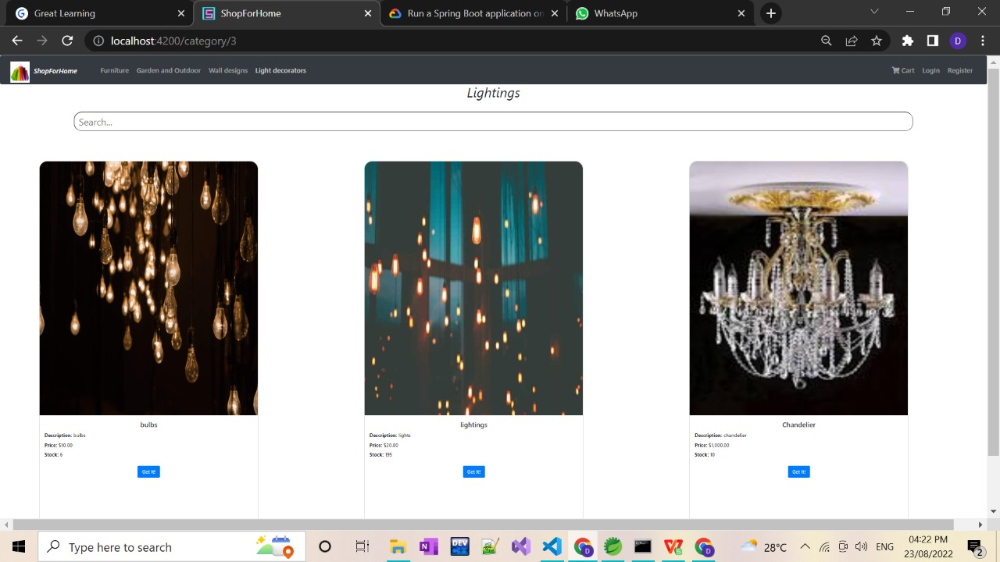 Great Learning
ShopForHome
Run a Spring Boot application on
WhatsApp
localhost:4200/category/3
D
ShopForHome
Furniture
Garden and Outdoor
Wall designs
Light decorators
Cart
LogIn
Register
Lightings
Search...
bulbs
Description: bulbs
Price: $10.00
Stock: 6
Get It!
lightings
Description: lights
Price: $20.00
Stock: 195
Get It!
Chandelier
Description: chandelier
Price: $1,000.00
Stock: 10
Get It!
Type here to search
DEV
28°C
ENG
04:22 PM
23/08/2022
2